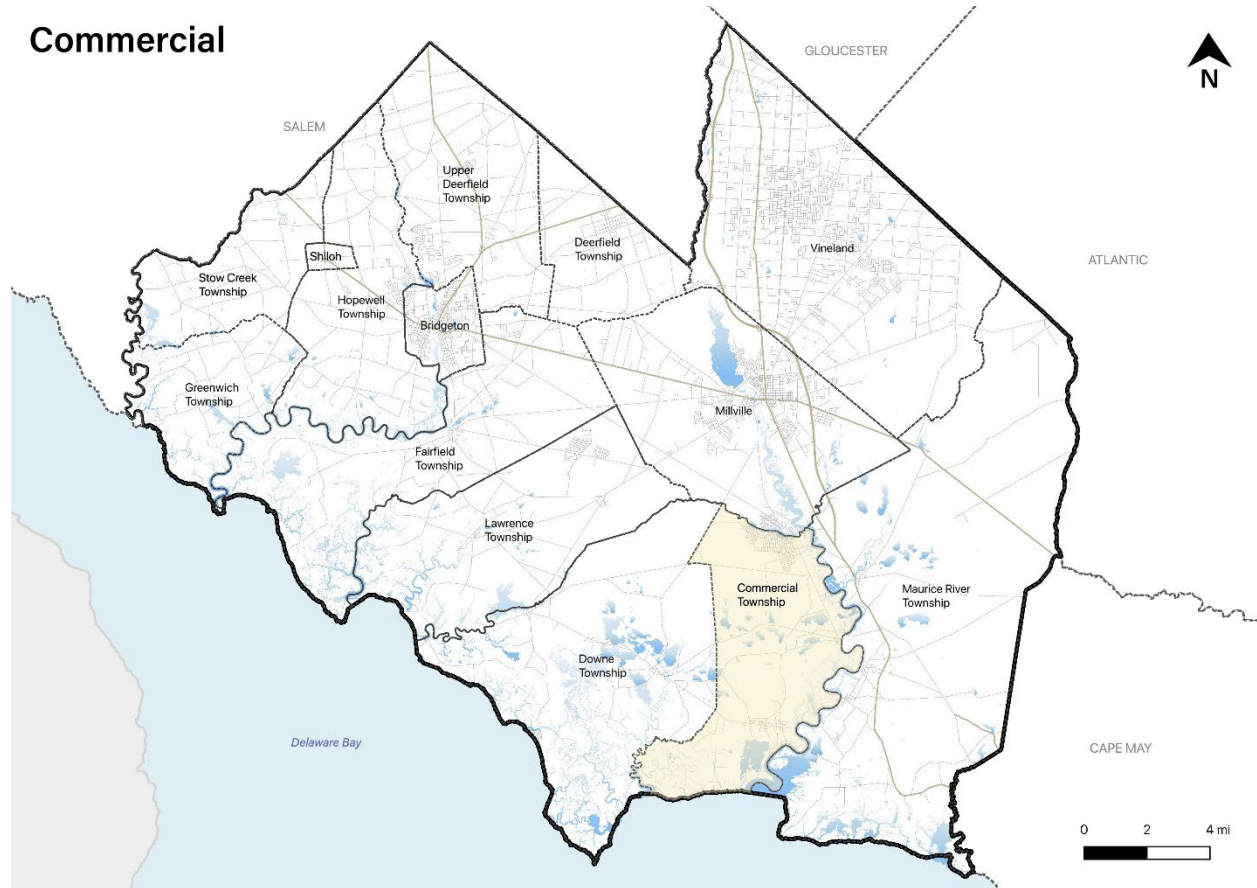 Commercial
GLOUCESTER
N
SALEM
Upper
Deerfield
Township
Deerfield
Township
Vineland
Shiloh
ATLANTIC
Stow Creek
Township
Hopewell
Township
Bridgeton
Greenwich
Township
Millville
Fairfield
Township
Lawrence
Township
Commercial
Township
Maurice River
Township
Downe
Township
Delaware Bay
CAPE MAY
0 2 4 mi